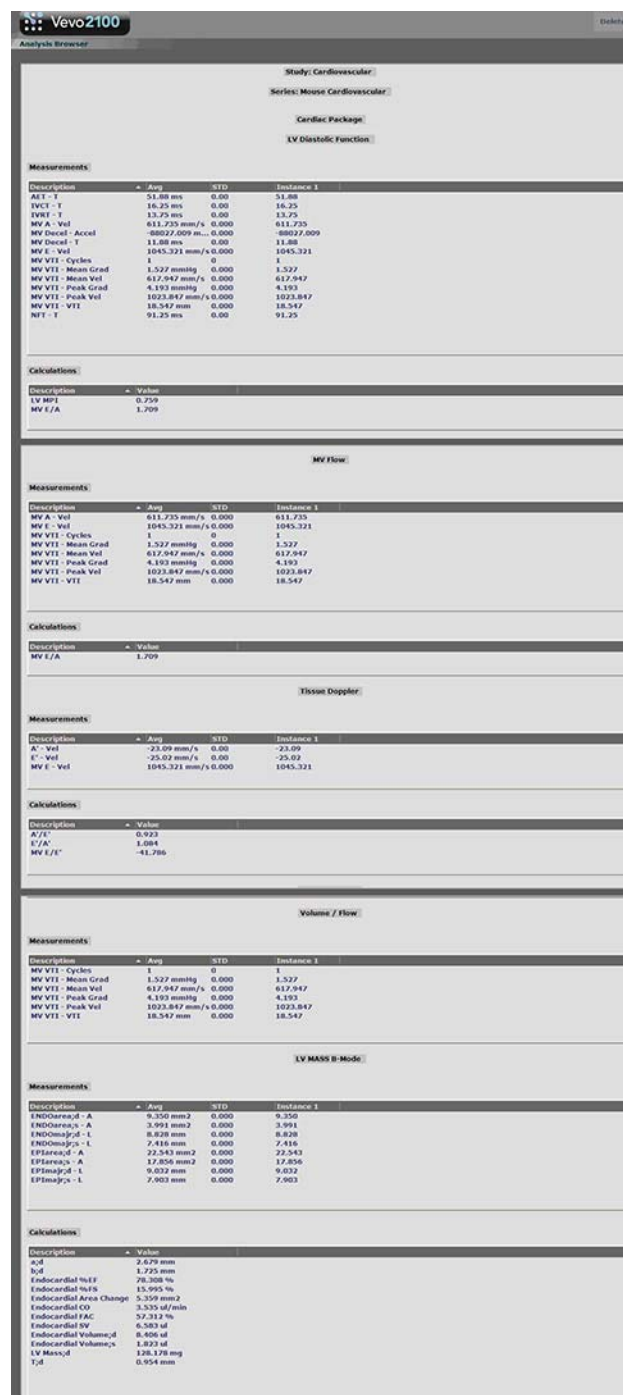 Vevo2100
Delete
Analysis Browser
Study: Cardiovascular
Series: Mouse Cardiovascular
Cardiac Package
LV Diastolic Function
Measurements
Description Avg STD Instance 1
AET - T 51.88 ms 0.00 51.88
IVCT - T 16.25 ms 0.00 16.25
IVRT - T 13.75 ms 0.00 13.75
MV A - Vel 611.735 mm/s 0.000 611.735
MV Decel - Accel -88027.009 m... 0.000 -88027.009
MV Decel - T 11.88 ms 0.00 11.88
MV E - Vel 1045.321 mm/s 0.000 1045.321
MV VTI - Cycles 1 0 1
MV VTI - Mean Grad 1.527 mmHg 0.000 1.527
MV VTI - Mean Vel 617.947 mm/s 0.000 617.947
MV VTI - Peak Grad 4.193 mmHg 0.000 4.193
MV VTI - Peak Vel 1023.847 mm/s 0.000 1023.847
MV VTI - VTI 18.547 mm 0.000 18.547
NFT - T 91.25 ms 0.00 91.25
Calculations
Description Value
LV MPI 0.759
MV E/A 1.709
MV Flow
Measurements
Description Avg STD Instance 1
MV A - Vel 611.735 mm/s 0.000 611.735
MV E - Vel 1045.321 mm/s 0.000 1045.321
MV VTI - Cycles 1 0 1
MV VTI - Mean Grad 1.527 mmHg 0.000 1.527
MV VTI - Mean Vel 617.947 mm/s 0.000 617.947
MV VTI - Peak Grad 4.193 mmHg 0.000 4.193
MV VTI - Peak Vel 1023.847 mm/s 0.000 1023.847
MV VTI - VTI 18.547 mm 0.000 18.547
Calculations
Description Value
MV E/A 1.709
Tissue Doppler
Measurements
Description Avg STD Instance 1
A' - Vel -23.09 mm/s 0.00 -23.09
E' - Vel -25.02 mm/s 0.00 -25.02
MV E - Vel 1045.321 mm/s 0.000 1045.321
Calculations
Description Value
A'/E' 0.923
E'/A' 1.084
MV E/E' -41.786
Volume / Flow
Measurements
Description Avg STD Instance 1
MV VTI - Cycles 1 0 1
MV VTI - Mean Grad 1.527 mmHg 0.000 1.527
MV VTI - Mean Vel 617.947 mm/s 0.000 617.947
MV VTI - Peak Grad 4.193 mmHg 0.000 4.193
MV VTI - Peak Vel 1023.847 mm/s 0.000 1023.847
MV VTI - VTI 18.547 mm 0.000 18.547
LV MASS B-Mode
Measurements
Description Avg STD Instance 1
ENDOarea;d - A 9.350 mm2 0.000 9.350
ENDOarea;s - A 3.991 mm2 0.000 3.991
ENDOmajr;d - L 8.828 mm 0.000 8.828
ENDOmajr;s - L 7.416 mm 0.000 7.416
EPIarea;d - A 22.543 mm2 0.000 22.543
EPIarea;s - A 17.856 mm2 0.000 17.856
EPImajr;d - L 9.032 mm 0.000 9.032
EPImajr;s - L 7.903 mm 0.000 7.903
Calculations
Description Value
a;d 2.679 mm
b;d 1.725 mm
Endocardial %EF 78.308 %
Endocardial %FS 15.995 %
Endocardial Area Change 5.359 mm2
Endocardial CO 3.535 ul/min
Endocardial FAC 57.312 %
Endocardial SV 6.583 ul
Endocardial Volume;d 8.406 ul
Endocardial Volume;s 1.823 ul
LV Mass;d 128.178 mg
T;d 0.954 mm